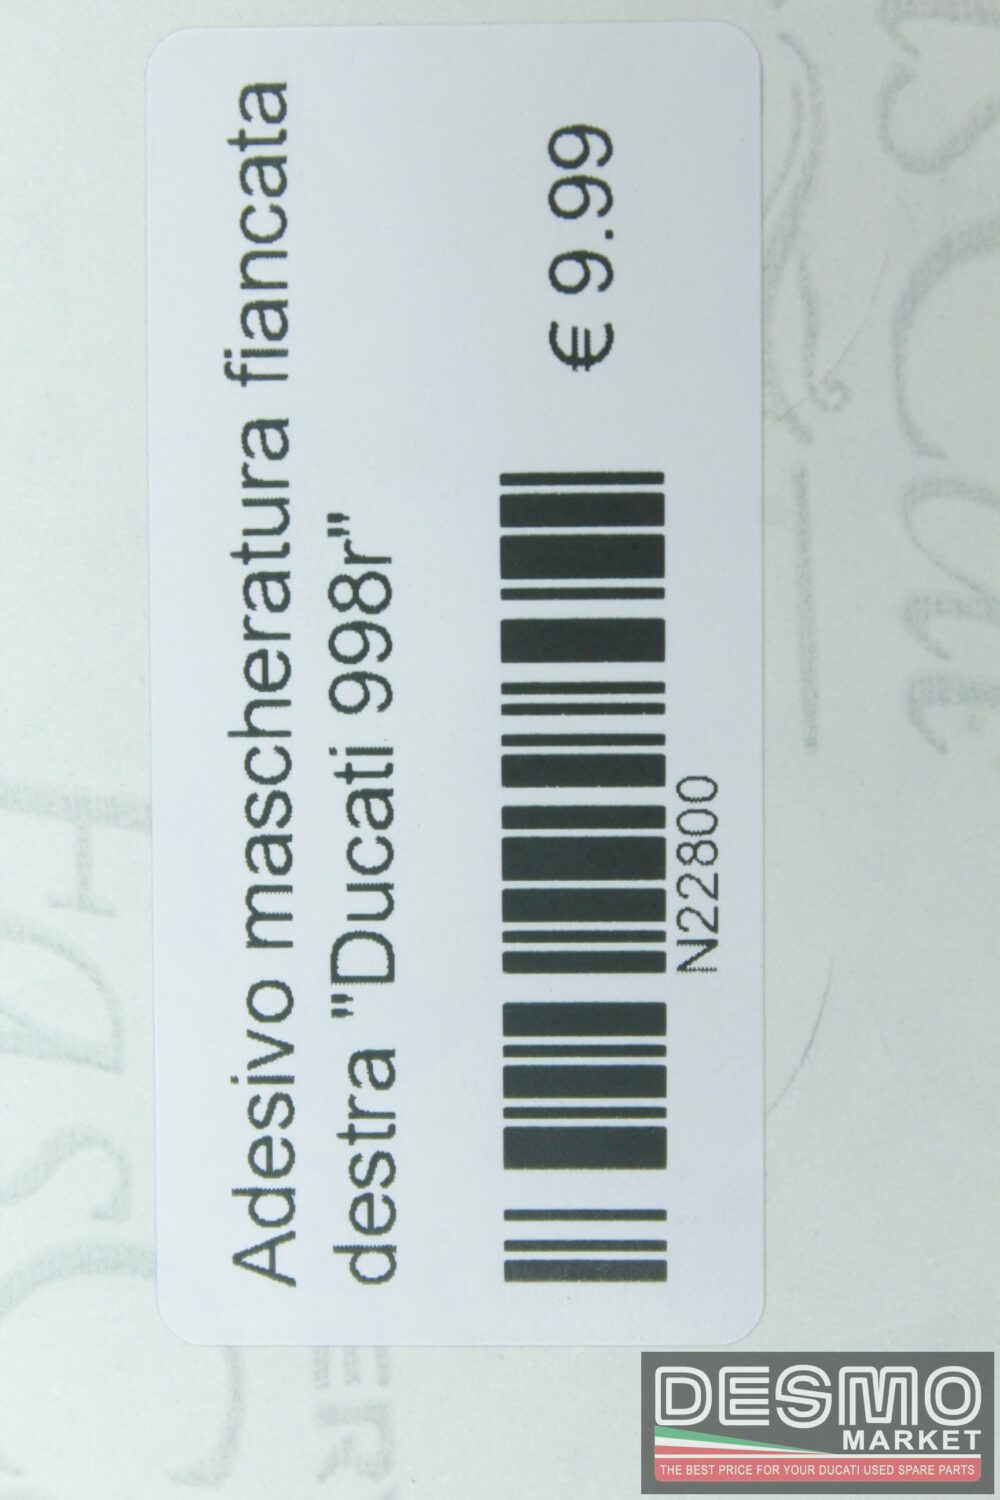 Adesivo mascheratura fiancata
destra "Ducati 998r"
€ 9.99
N22800
DESMO
MARKET
THE BEST PRICE FOR YOUR DUCATI USED SPARE PARTS